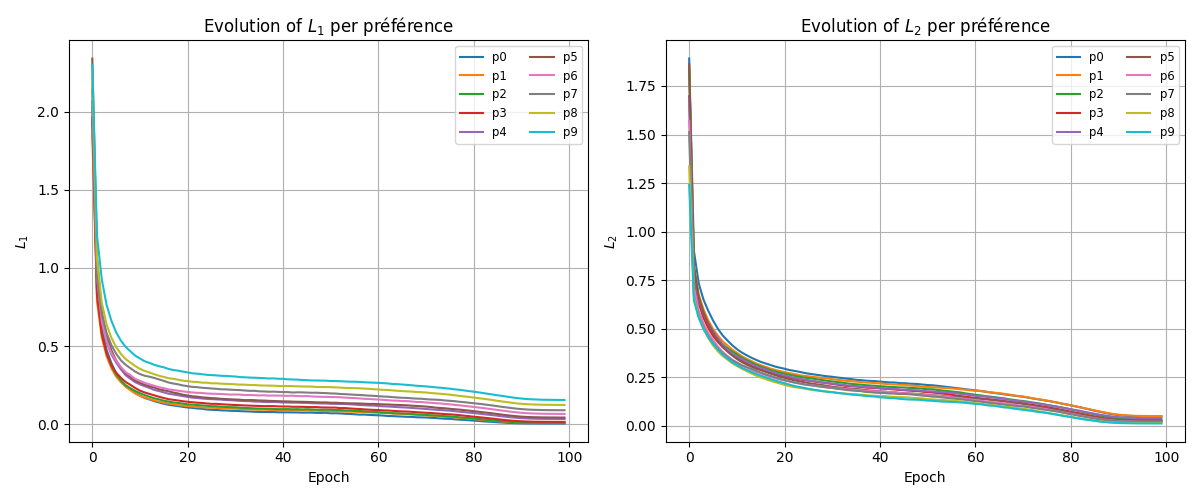 Evolution of L₁ per préférence
L₁
2.0
1.5
1.0
0.5
0.0
0
20
40
60
80
100
Epoch
p0
p1
p2
p3
p4
p5
p6
p7
p8
p9
Evolution of L₂ per préférence
L₂
1.75
1.50
1.25
1.00
0.75
0.50
0.25
0.00
0
20
40
60
80
100
Epoch
p0
p1
p2
p3
p4
p5
p6
p7
p8
p9